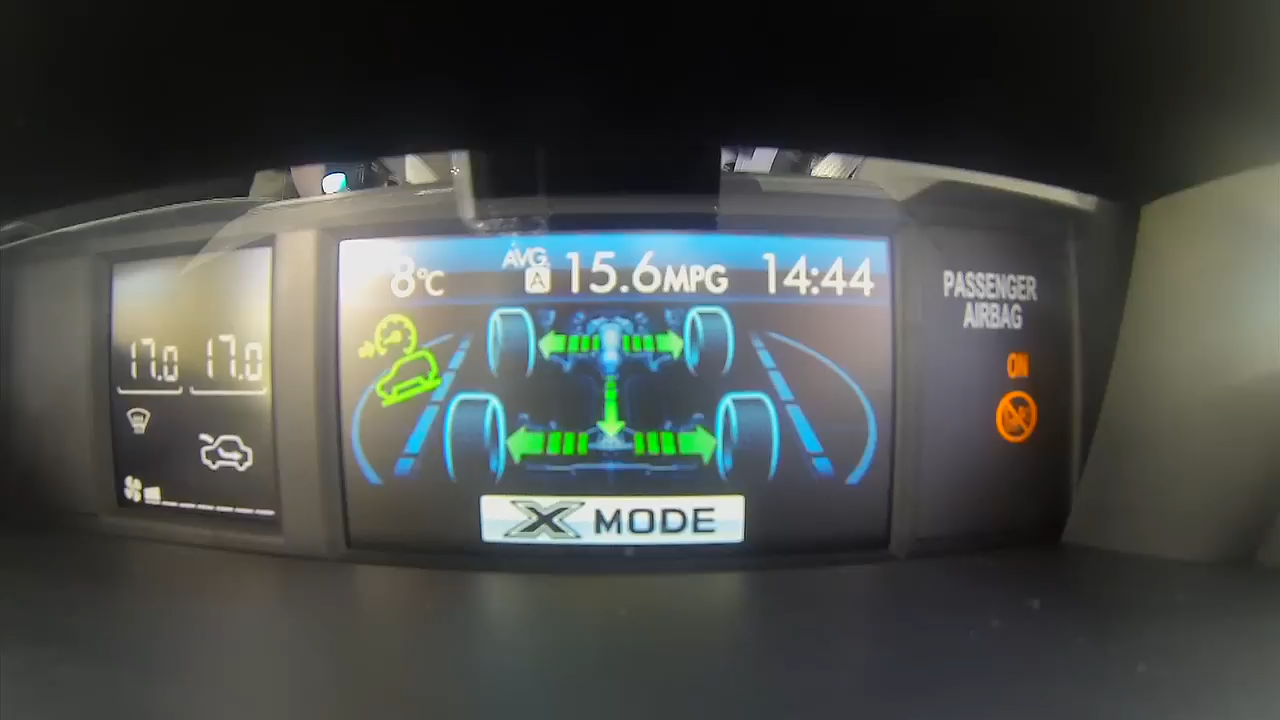 8°C
AVG.
A
15.6MPG
14:44
17.0 17.0
PASSENGER
AIRBAG
ON
X MODE